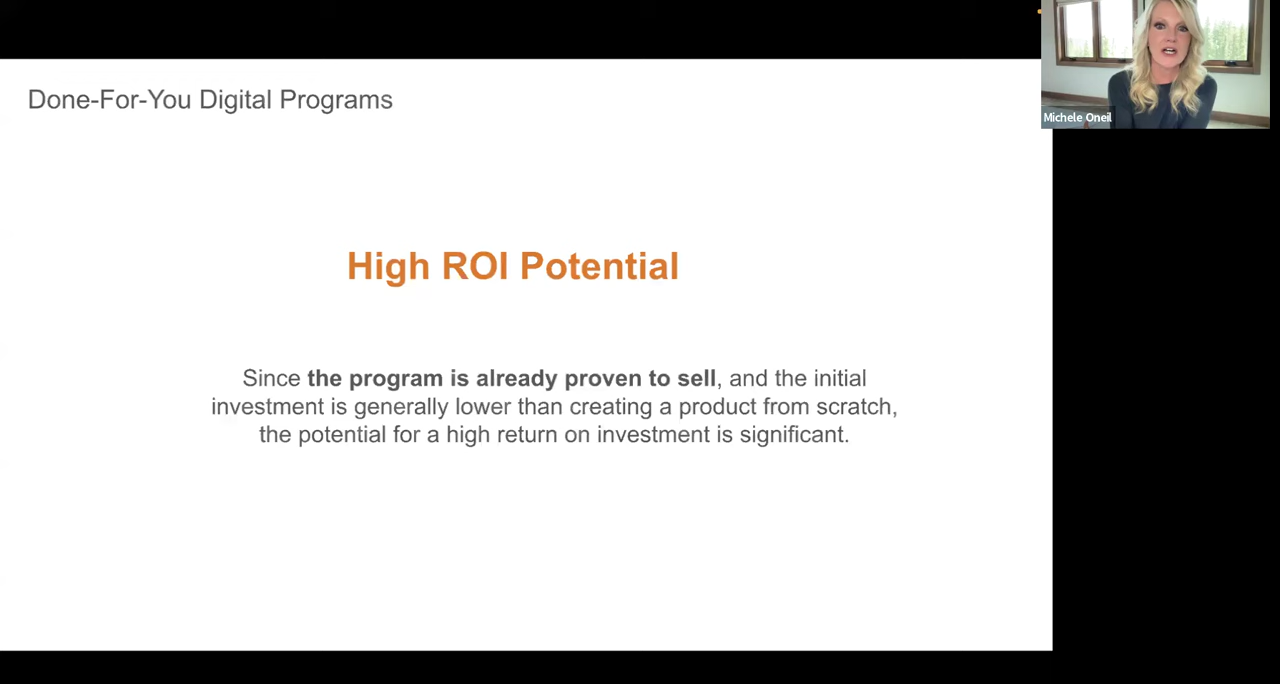 Done-For-You Digital Programs
Michele Oneil
High ROI Potential
Since the program is already proven to sell, and the initial
investment is generally lower than creating a product from scratch,
the potential for a high return on investment is significant.